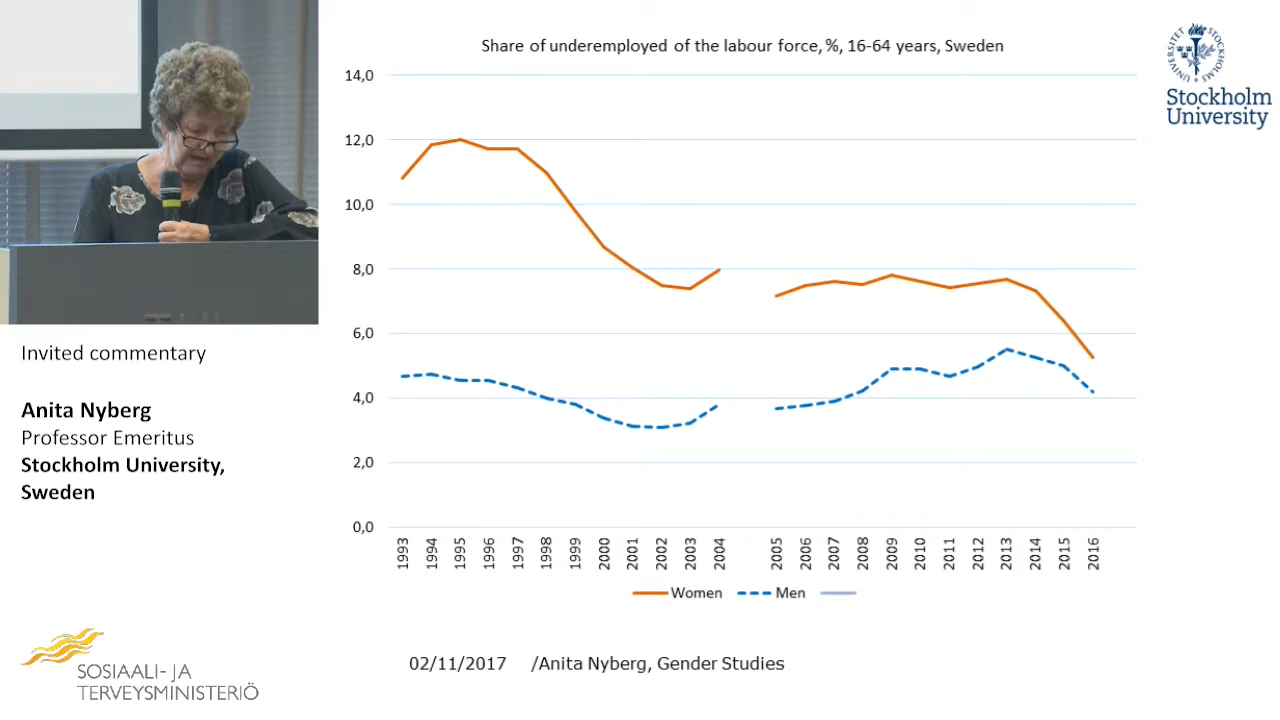 Share of underemployed of the labour force, %, 16-64 years, Sweden
14,0
12,0
10,0
8,0
6,0
4,0
2,0
0,0
1993
1994
1995
1996
1997
1998
1999
2000
2001
2002
2003
2004
2005
2006
2007
2008
2009
2010
2011
2012
2013
2014
2015
2016
Women
Men
UNIVERSITET
STOCKHOLMS
Stockholm
University
Invited commentary
Anita Nyberg
Professor Emeritus
Stockholm University,
Sweden
SOSIAALI- JA
TERVEYSMINISTERIÖ
02/11/2017 /Anita Nyberg, Gender Studies